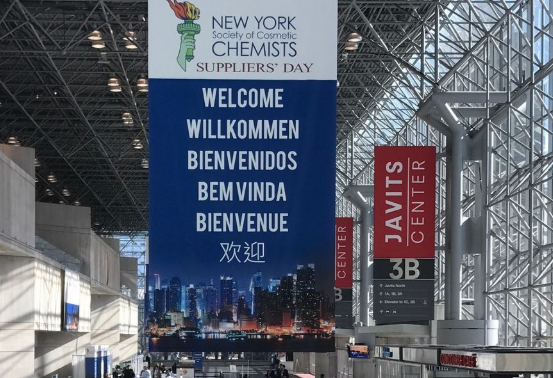 NEW YORK
Society of Cosmetic
CHEMISTS
SUPPLIERS' DAY
WELCOME
WILLKOMMEN
BIENVENIDOS
BEM VINDA
BIENVENUE
欢迎
JAVITS
CENTER
3B
CENTER